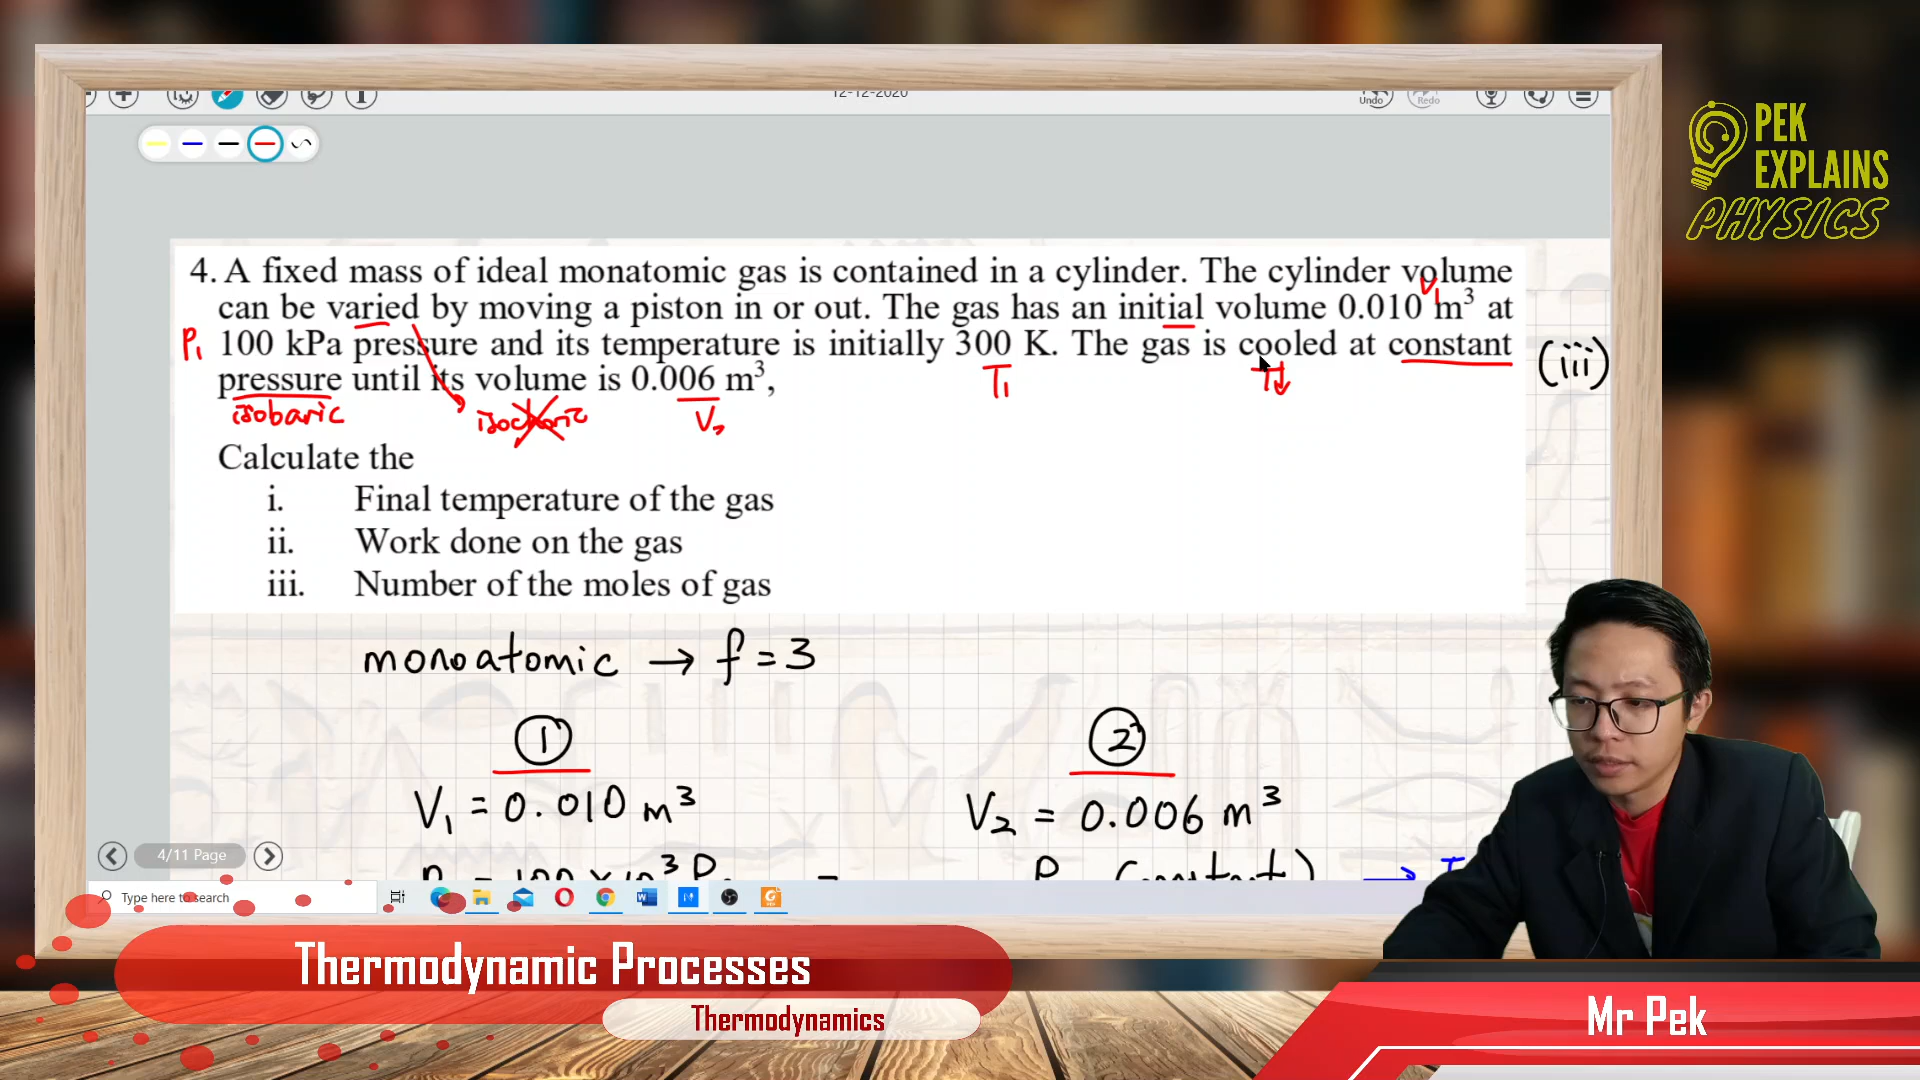 12-12-2020
Undo
Redo
PEK
EXPLAINS
PHYSICS
4. A fixed mass of ideal monatomic gas is contained in a cylinder. The cylinder volume
V₁
can be varied by moving a piston in or out. The gas has an initial volume 0.010 m³ at
P₁ 100 kPa pressure and its temperature is initially 300 K. The gas is cooled at constant
(iii)
pressure until its volume is 0.006 m³,
T₁
T↓
isobaric
isochoric
V₂
Calculate the
i. Final temperature of the gas
ii. Work done on the gas
iii. Number of the moles of gas
monoatomic → f = 3
1
2
V₁ = 0.010 m³
V₂ = 0.006 m³
4/11 Page
Type here to search
Thermodynamic Processes
Thermodynamics
Mr Pek